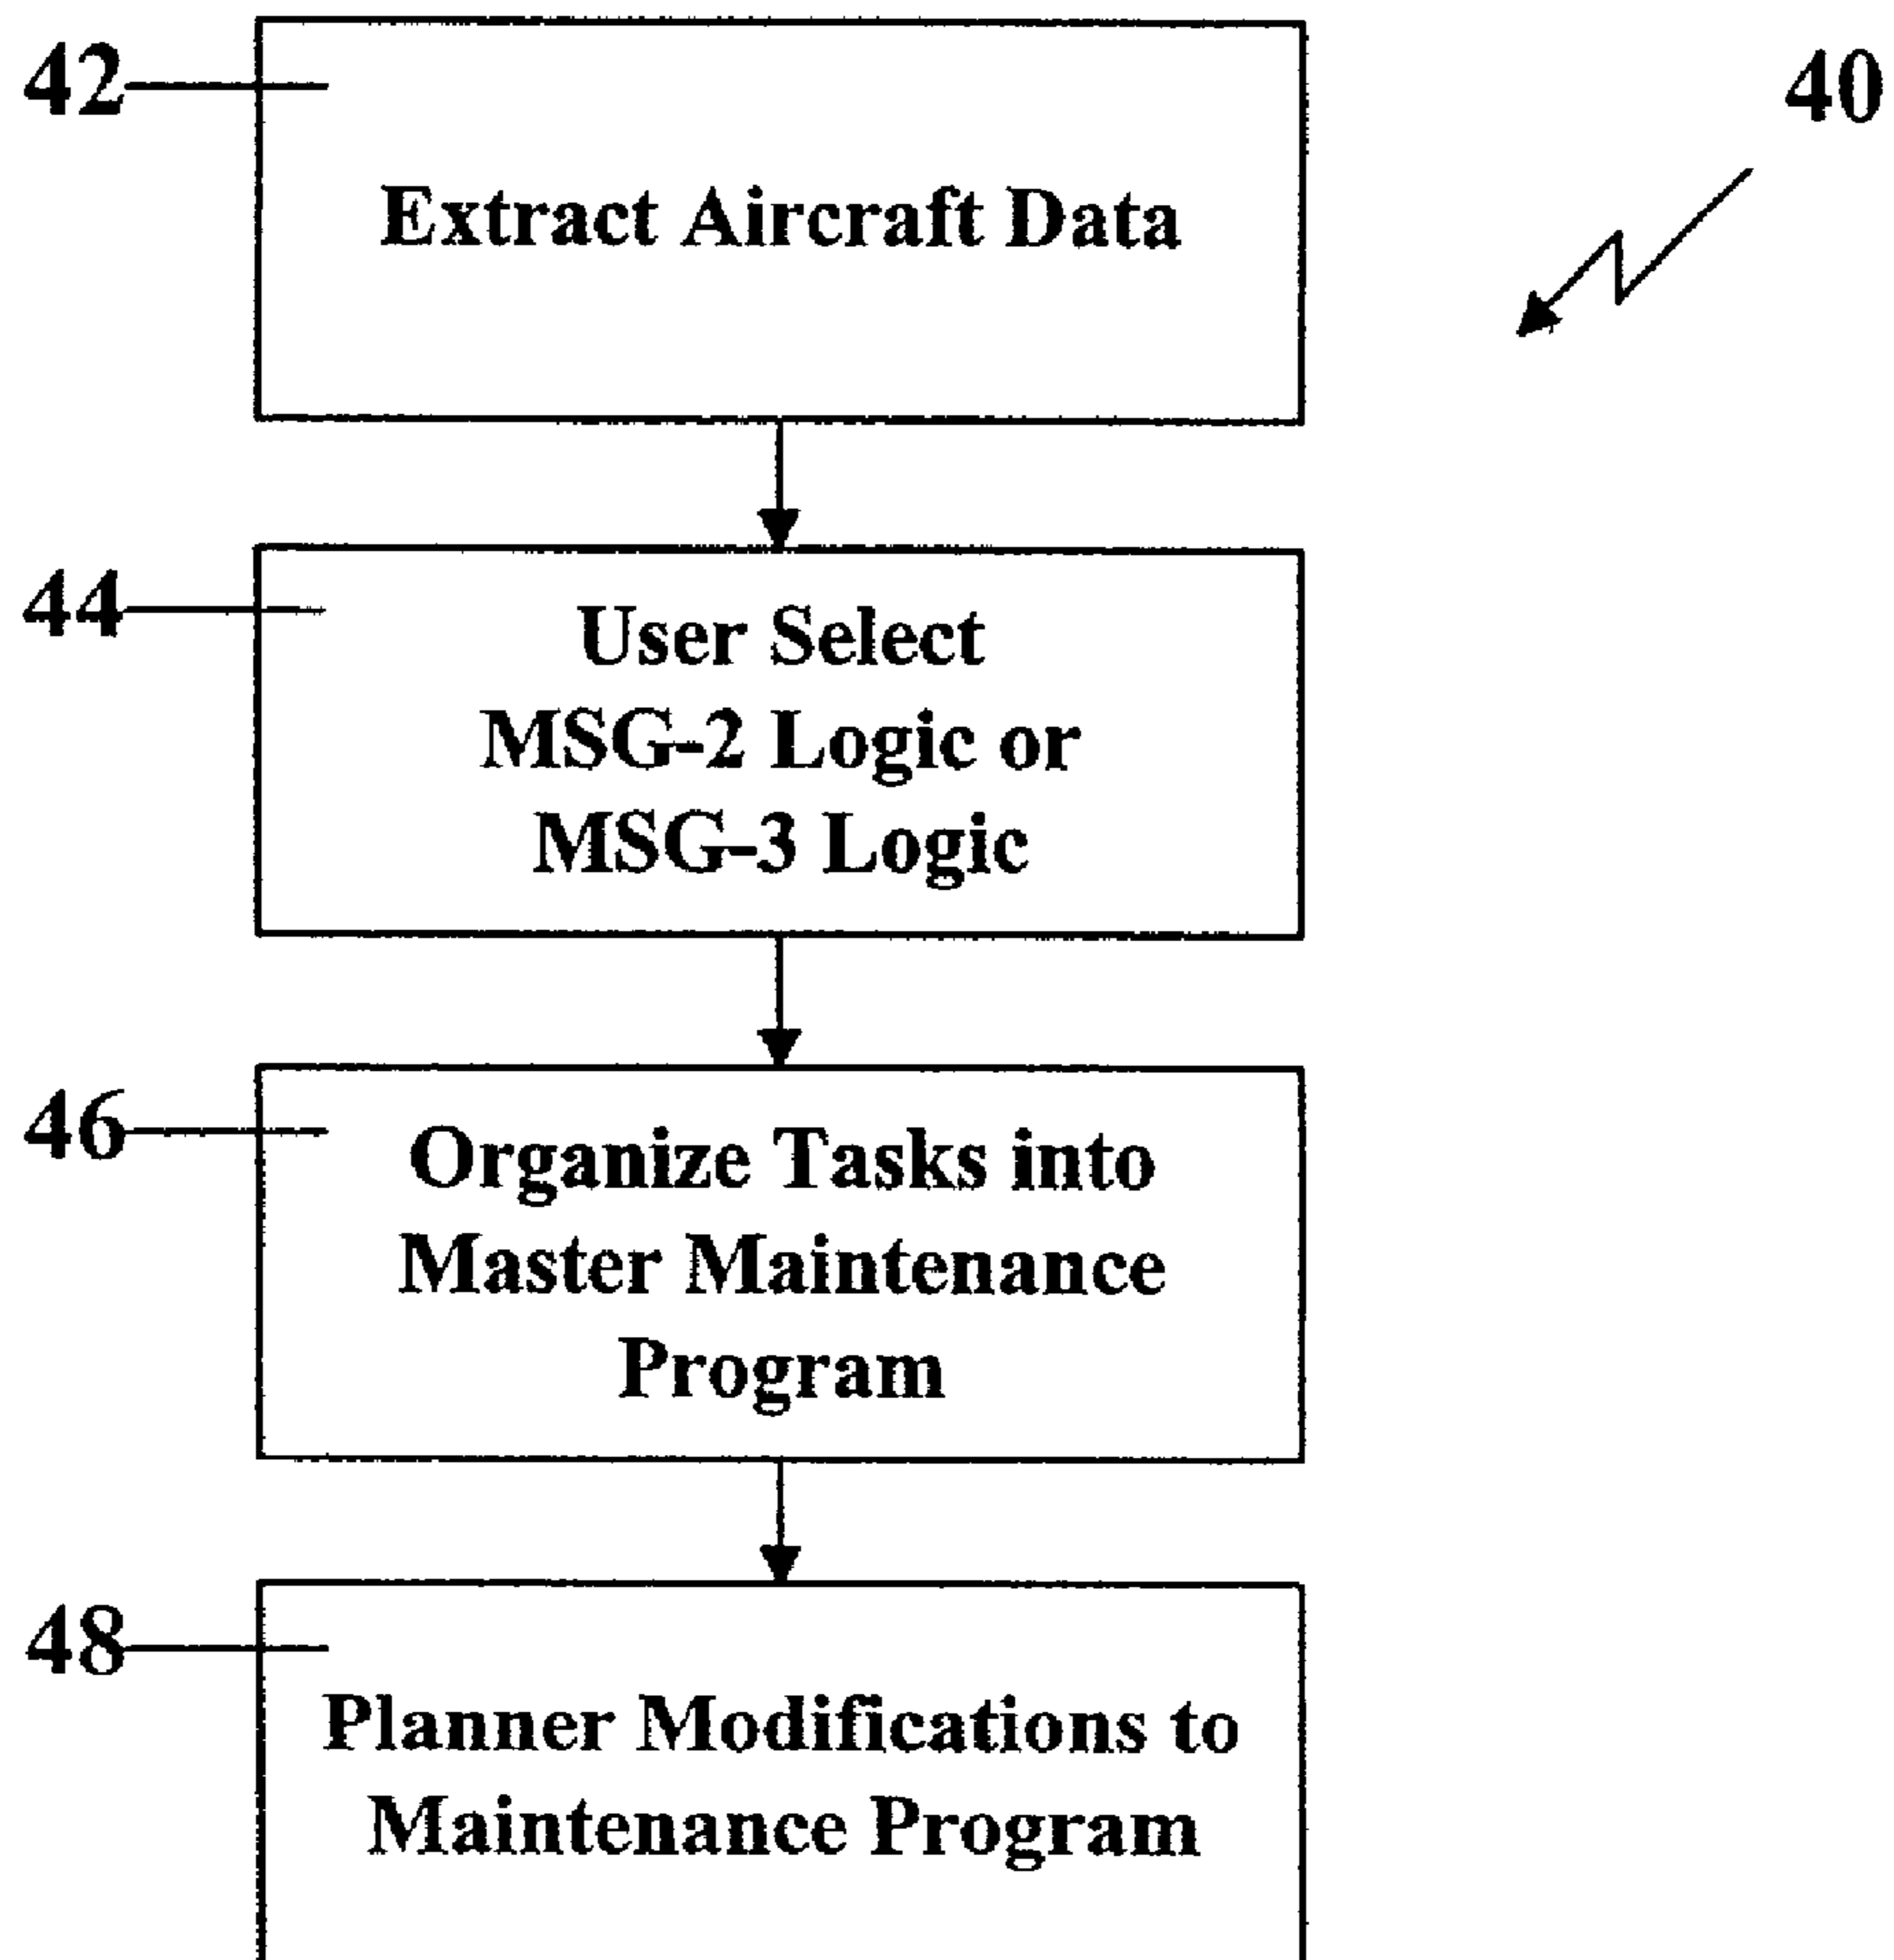 42
40
Extract Aircraft Data
44
User Select
MSG-2 Logic or
MSG-3 Logic
46
Organize Tasks into
Master Maintenance
Program
48
Planner Modifications to
Maintenance Program